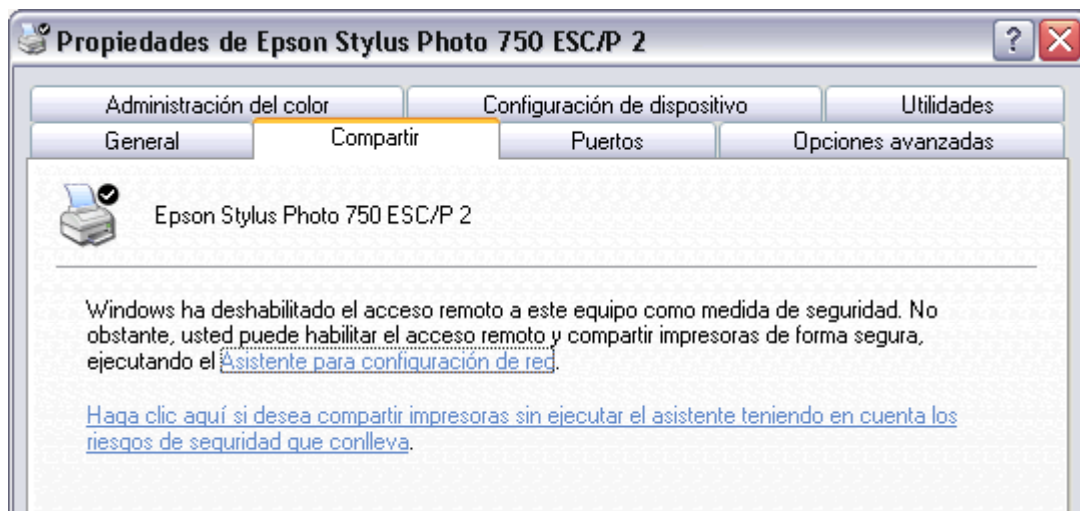 Propiedades de Epson Stylus Photo 750 ESC/P 2
Administración del color Configuración de dispositivo Utilidades
General Compartir Puertos Opciones avanzadas
Epson Stylus Photo 750 ESC/P 2
Windows ha deshabilitado el acceso remoto a este equipo como medida de seguridad. No
obstante, usted puede habilitar el acceso remoto y compartir impresoras de forma segura,
ejecutando el Asistente para configuración de red.
Haga clic aquí si desea compartir impresoras sin ejecutar el asistente teniendo en cuenta los
riesgos de seguridad que conlleva.